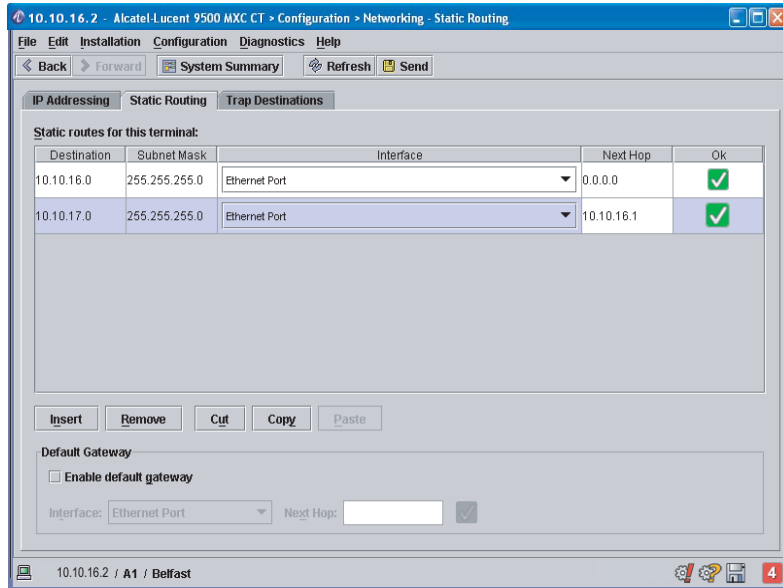 10.10.16.2 - Alcatel-Lucent 9500 MXC CT > Configuration > Networking - Static Routing
File Edit Installation Configuration Diagnostics Help
Back Forward System Summary Refresh Send
IP Addressing Static Routing Trap Destinations
Static routes for this terminal:
Destination Subnet Mask Interface Next Hop Ok
10.10.16.0 255.255.255.0 Ethernet Port 0.0.0.0
10.10.17.0 255.255.255.0 Ethernet Port 10.10.16.1
Insert Remove Cut Copy Paste
Default Gateway
Enable default gateway
Interface: Ethernet Port Next Hop:
10.10.16.2 / A1 / Belfast 4